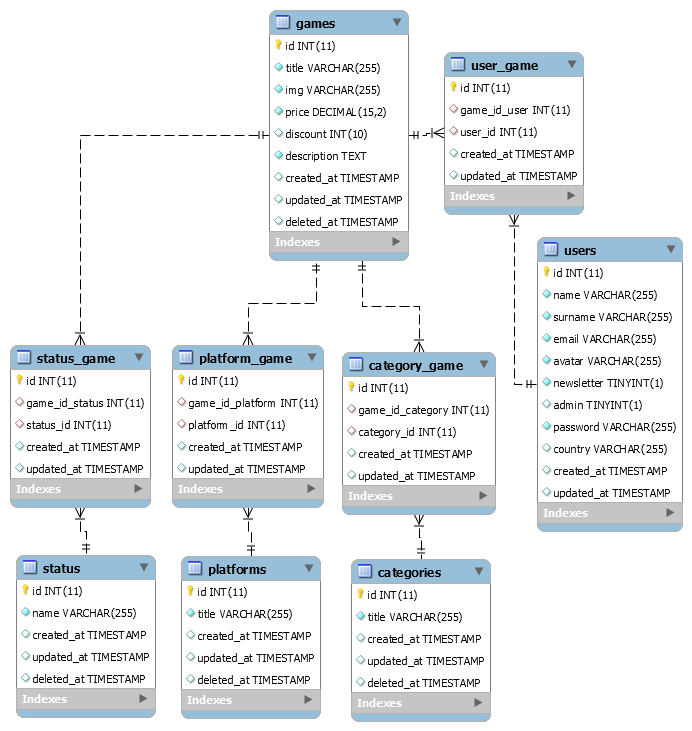 games
id INT(11)
title VARCHAR(255)
img VARCHAR(255)
price DECIMAL(15,2)
discount INT(10)
description TEXT
created_at TIMESTAMP
updated_at TIMESTAMP
deleted_at TIMESTAMP
Indexes
user_game
id INT(11)
game_id_user INT(11)
user_id INT(11)
created_at TIMESTAMP
updated_at TIMESTAMP
Indexes
users
id INT(11)
name VARCHAR(255)
surname VARCHAR(255)
email VARCHAR(255)
avatar VARCHAR(255)
newsletter TINYINT(1)
admin TINYINT(1)
password VARCHAR(255)
country VARCHAR(255)
created_at TIMESTAMP
updated_at TIMESTAMP
Indexes
status_game
id INT(11)
game_id_status INT(11)
status_id INT(11)
created_at TIMESTAMP
updated_at TIMESTAMP
Indexes
platform_game
id INT(11)
game_id_platform INT(11)
platform_id INT(11)
created_at TIMESTAMP
updated_at TIMESTAMP
Indexes
category_game
id INT(11)
game_id_category INT(11)
category_id INT(11)
created_at TIMESTAMP
updated_at TIMESTAMP
Indexes
status
id INT(11)
name VARCHAR(255)
created_at TIMESTAMP
updated_at TIMESTAMP
deleted_at TIMESTAMP
Indexes
platforms
id INT(11)
title VARCHAR(255)
created_at TIMESTAMP
updated_at TIMESTAMP
deleted_at TIMESTAMP
Indexes
categories
id INT(11)
title VARCHAR(255)
created_at TIMESTAMP
updated_at TIMESTAMP
deleted_at TIMESTAMP
Indexes